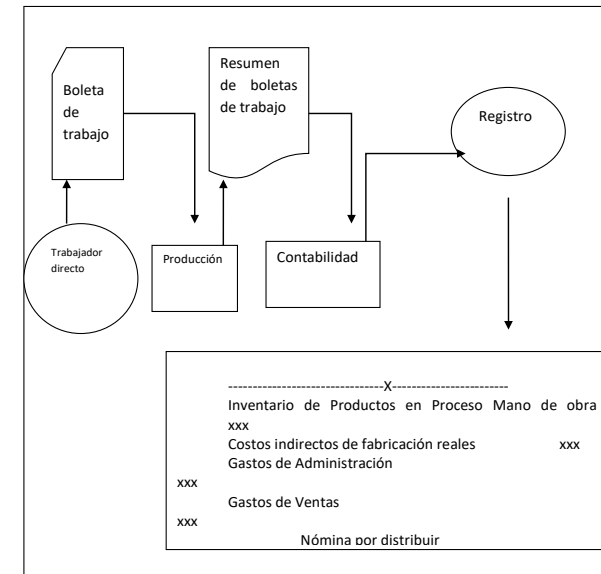 Boleta
de
trabajo
Resumen
de boletas
de trabajo
Registro
Trabajador
directo
Producción
Contabilidad
---------------------------------X------------------------
Inventario de Productos en Proceso Mano de obra
xxx
Costos indirectos de fabricación reales xxx
Gastos de Administración
xxx
Gastos de Ventas
xxx
Nómina por distribuir